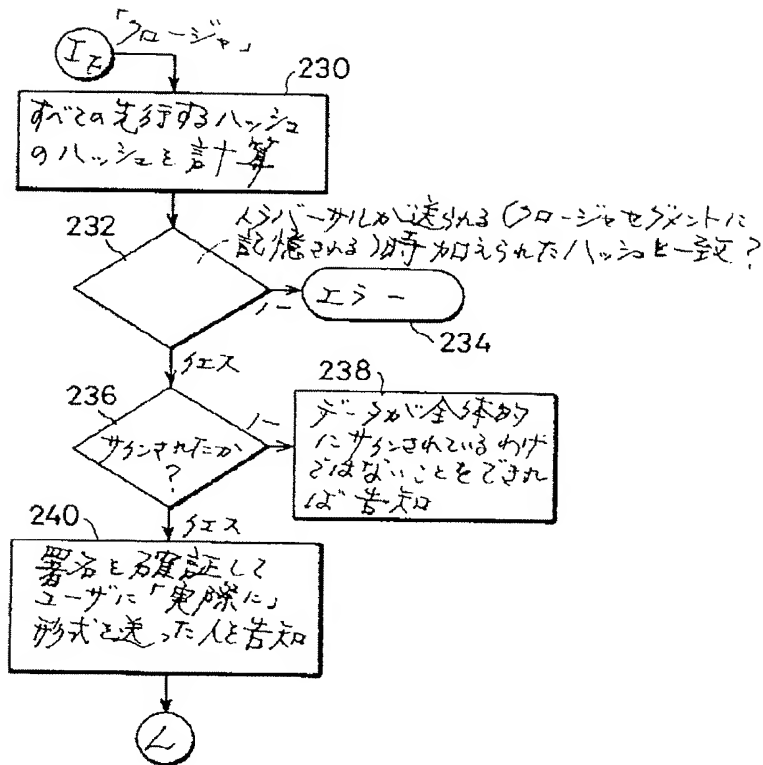 「クロージャ」
IF
230
すべての先行するハッシュ
のハッシュを計算
232
トラバーサルが送られる(クロージャセグメントに
記憶される)時加えられたハッシュと一致?
ノー
エラー
234
イエス
236
サインされたか
?
ノー
238
データが全体的
にサインされているわけ
ではないことをできれ
ば告知
イエス
240
署名を確証して
ユーザに「実際に」
形式を送った人を告知
L